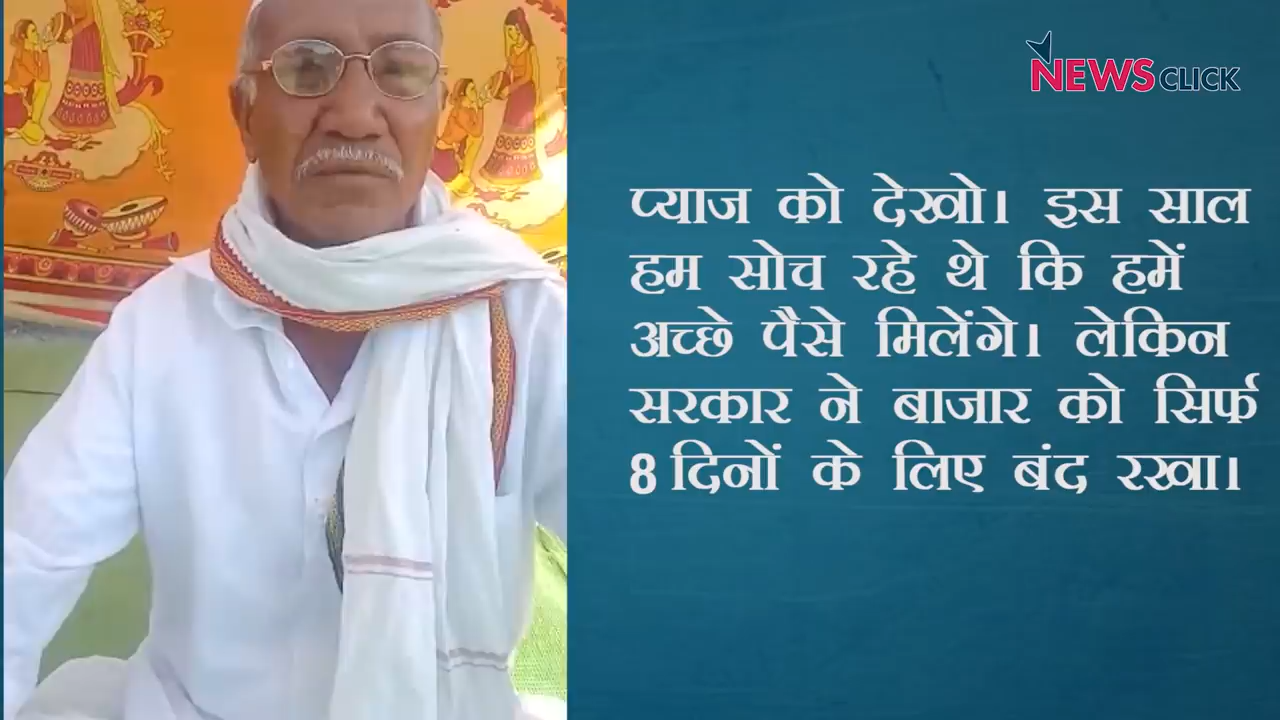 NEWSCLICK
प्याज को देखो। इस साल
हम सोच रहे थे कि हमें
अच्छे पैसे मिलेंगे। लेकिन
सरकार ने बाजार को सिर्फ
8 दिनों के लिए बंद रखा।